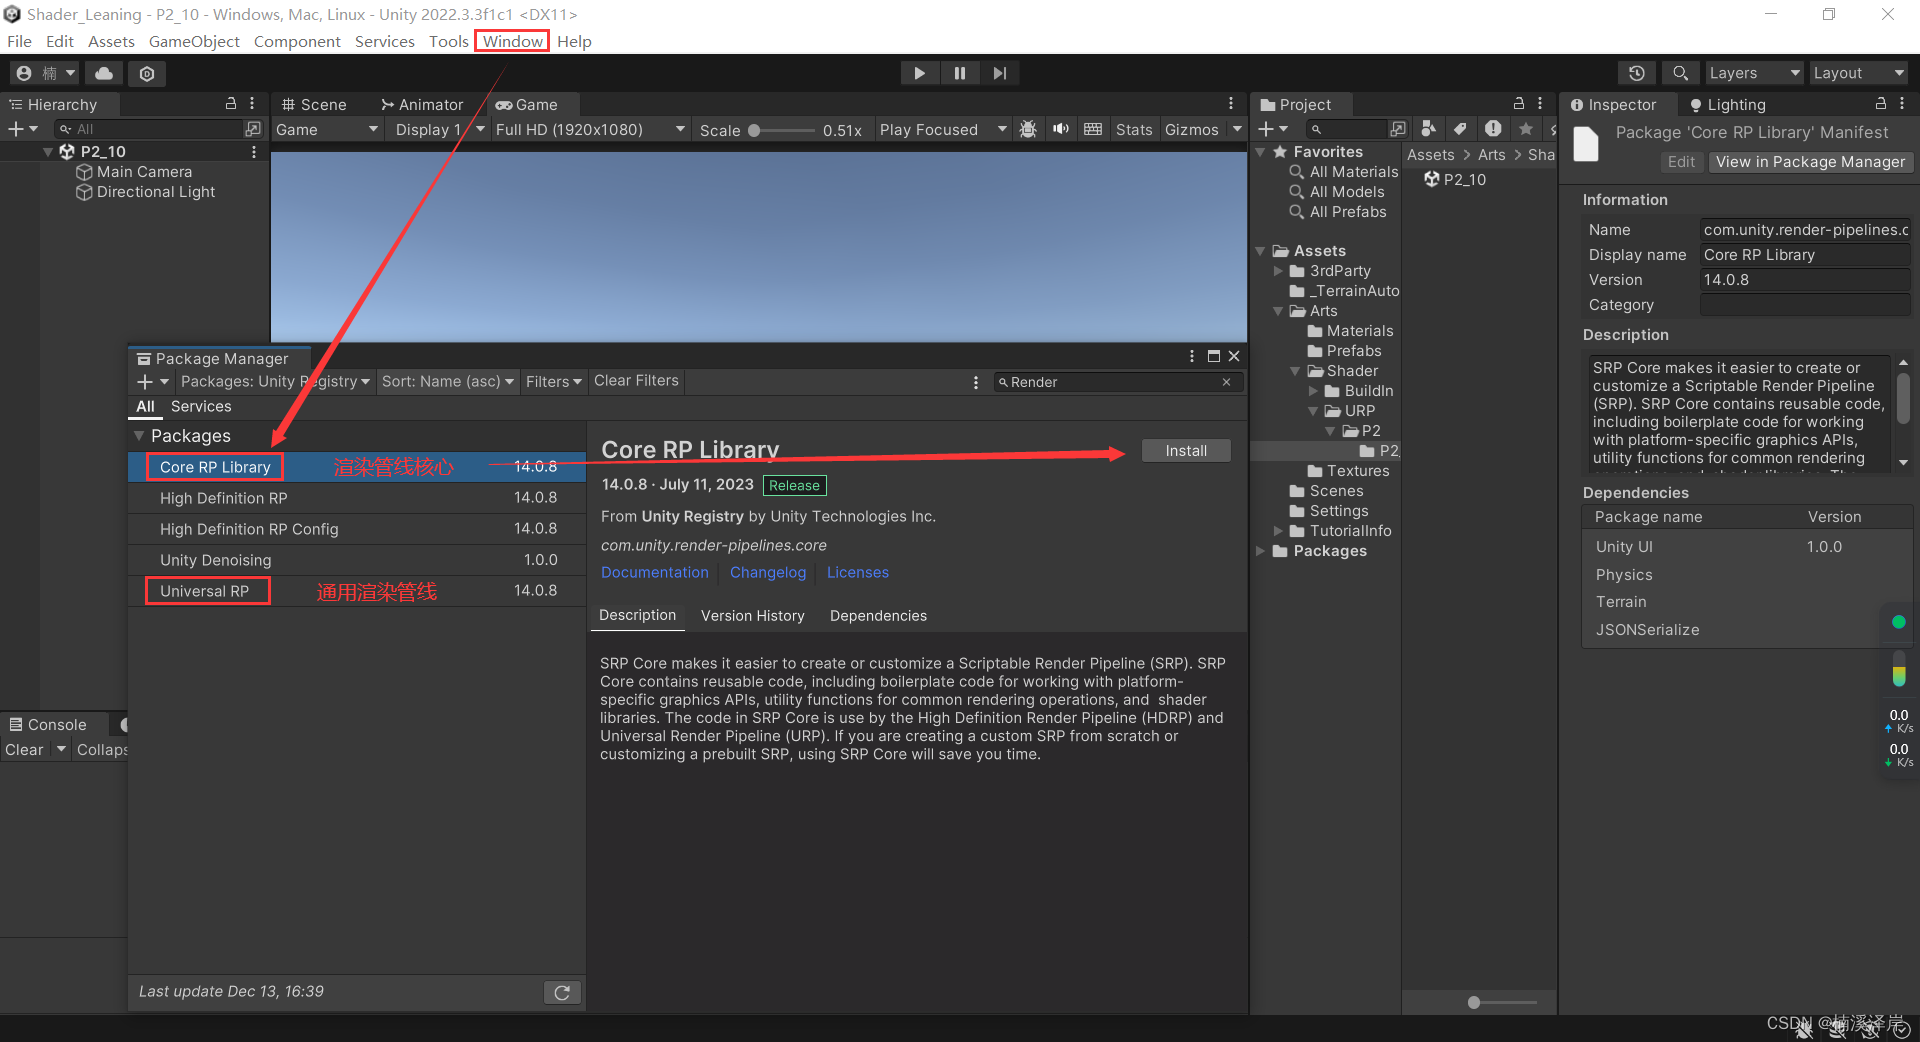 Shader_Leaning - P2_10 - Windows, Mac, Linux - Unity 2022.3.3f1c1 <DX11>
File Edit Assets GameObject Component Services Tools Window Help
楠
Layers Layout
Hierarchy
All
P2_10
Main Camera
Directional Light
Scene Animator Game
Game Display 1 Full HD (1920x1080) Scale 0.51x Play Focused Stats Gizmos
Project
Favorites
All Materials
All Models
All Prefabs
Assets
3rdParty
_TerrainAuto
Arts
Materials
Prefabs
Shader
BuildIn
URP
P2
P2_
Textures
Scenes
Settings
TutorialInfo
Packages
Assets > Arts > Sha
P2_10
Inspector Lighting
Package 'Core RP Library' Manifest
Edit View in Package Manager
Information
Name com.unity.render-pipelines.c
Display name Core RP Library
Version 14.0.8
Category
Description
SRP Core makes it easier to create or
customize a Scriptable Render Pipeline
(SRP). SRP Core contains reusable code,
including boilerplate code for working
with platform-specific graphics APIs,
utility functions for common rendering
operations, and shader libraries. The
Dependencies
Package name Version
Unity UI 1.0.0
Physics
Terrain
JSONSerialize
0.0
K/s
0.0
K/s
Package Manager
Packages: Unity Registry Sort: Name (asc) Filters Clear Filters Render
All Services
Packages
Core RP Library 渲染管线核心 14.0.8
High Definition RP 14.0.8
High Definition RP Config 14.0.8
Unity Denoising 1.0.0
Universal RP 通用渲染管线 14.0.8
Last update Dec 13, 16:39
Core RP Library
Install
14.0.8 · July 11, 2023 Release
From Unity Registry by Unity Technologies Inc.
com.unity.render-pipelines.core
Documentation Changelog Licenses
Description Version History Dependencies
SRP Core makes it easier to create or customize a Scriptable Render Pipeline (SRP). SRP
Core contains reusable code, including boilerplate code for working with platform-
specific graphics APIs, utility functions for common rendering operations, and shader
libraries. The code in SRP Core is use by the High Definition Render Pipeline (HDRP) and
Universal Render Pipeline (URP). If you are creating a custom SRP from scratch or
customizing a prebuilt SRP, using SRP Core will save you time.
Console
Clear Collaps
CSDN @楠溪泽岸